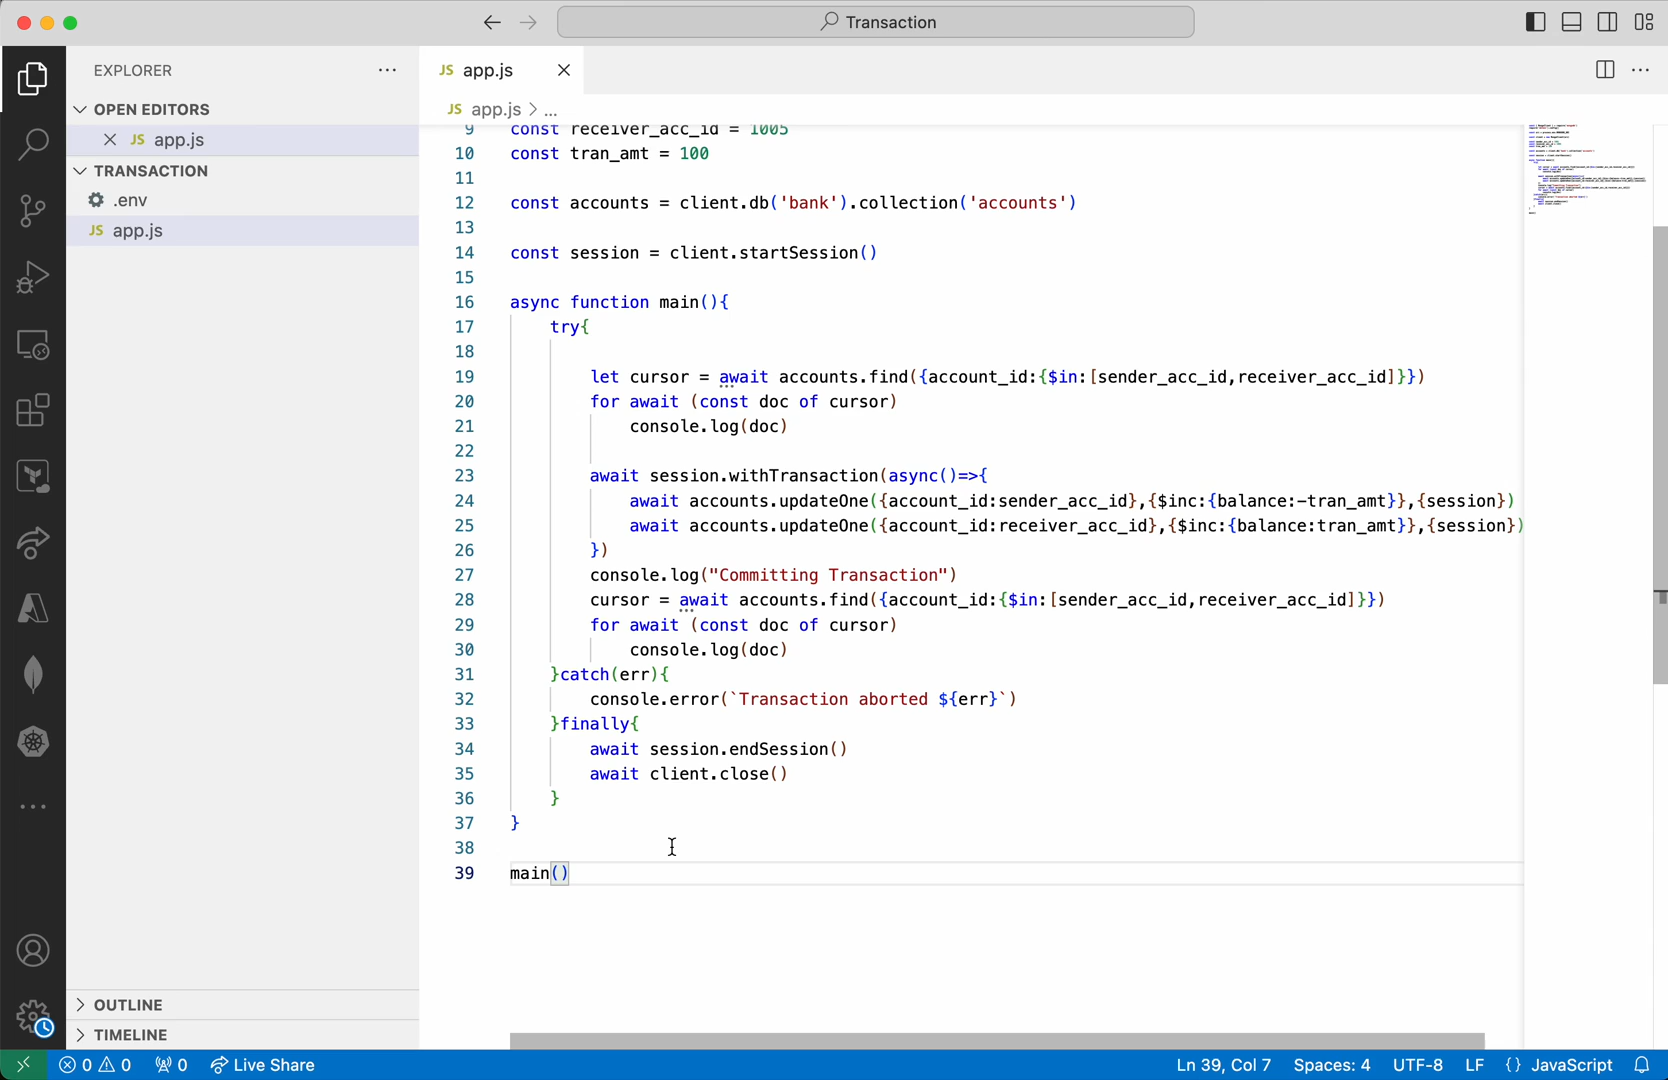 Transaction
EXPLORER
JS app.js
OPEN EDITORS
JS app.js > ...
JS app.js
TRANSACTION
.env
JS app.js
9 const receiver_acc_id = 1005
10 const tran_amt = 100
11
12 const accounts = client.db('bank').collection('accounts')
13
14 const session = client.startSession()
15
16 async function main(){
17 try{
18
19 let cursor = await accounts.find({account_id:{$in:[sender_acc_id,receiver_acc_id]}})
20 for await (const doc of cursor)
21 console.log(doc)
22
23 await session.withTransaction(async()=>{
24 await accounts.updateOne({account_id:sender_acc_id},{$inc:{balance:-tran_amt}},{session})
25 await accounts.updateOne({account_id:receiver_acc_id},{$inc:{balance:tran_amt}},{session})
26 })
27 console.log("Committing Transaction")
28 cursor = await accounts.find({account_id:{$in:[sender_acc_id,receiver_acc_id]}})
29 for await (const doc of cursor)
30 console.log(doc)
31 }catch(err){
32 console.error(`Transaction aborted ${err}`)
33 }finally{
34 await session.endSession()
35 await client.close()
36 }
37 }
38
39 main()
OUTLINE
TIMELINE
0 0 0 Live Share Ln 39, Col 7 Spaces: 4 UTF-8 LF {} JavaScript